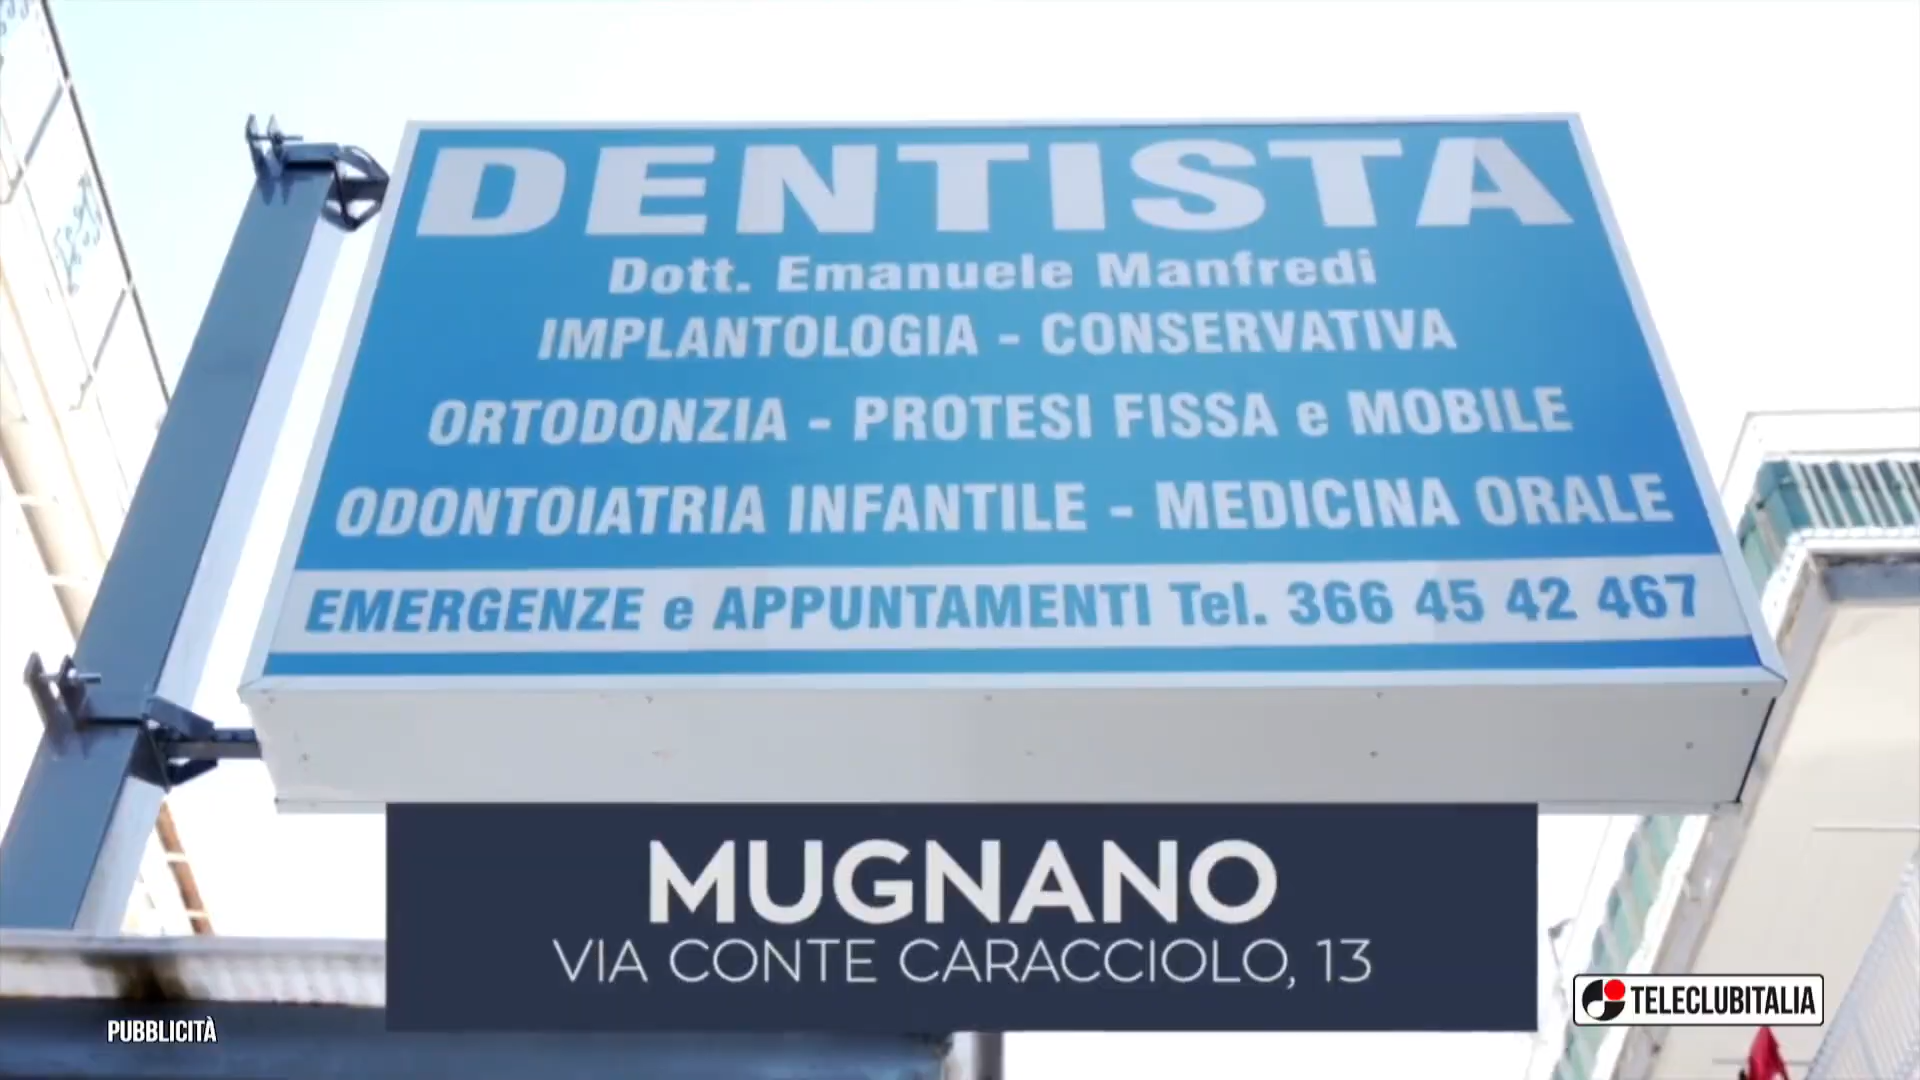 DENTISTA
Dott. Emanuele Manfredi
IMPLANTOLOGIA - CONSERVATIVA
ORTODONZIA - PROTESI FISSA e MOBILE
ODONTOIATRIA INFANTILE - MEDICINA ORALE
EMERGENZE e APPUNTAMENTI Tel. 366 45 42 467
MUGNANO
VIA CONTE CARACCIOLO, 13
TELECLUBITALIA
PUBBLICITÀ